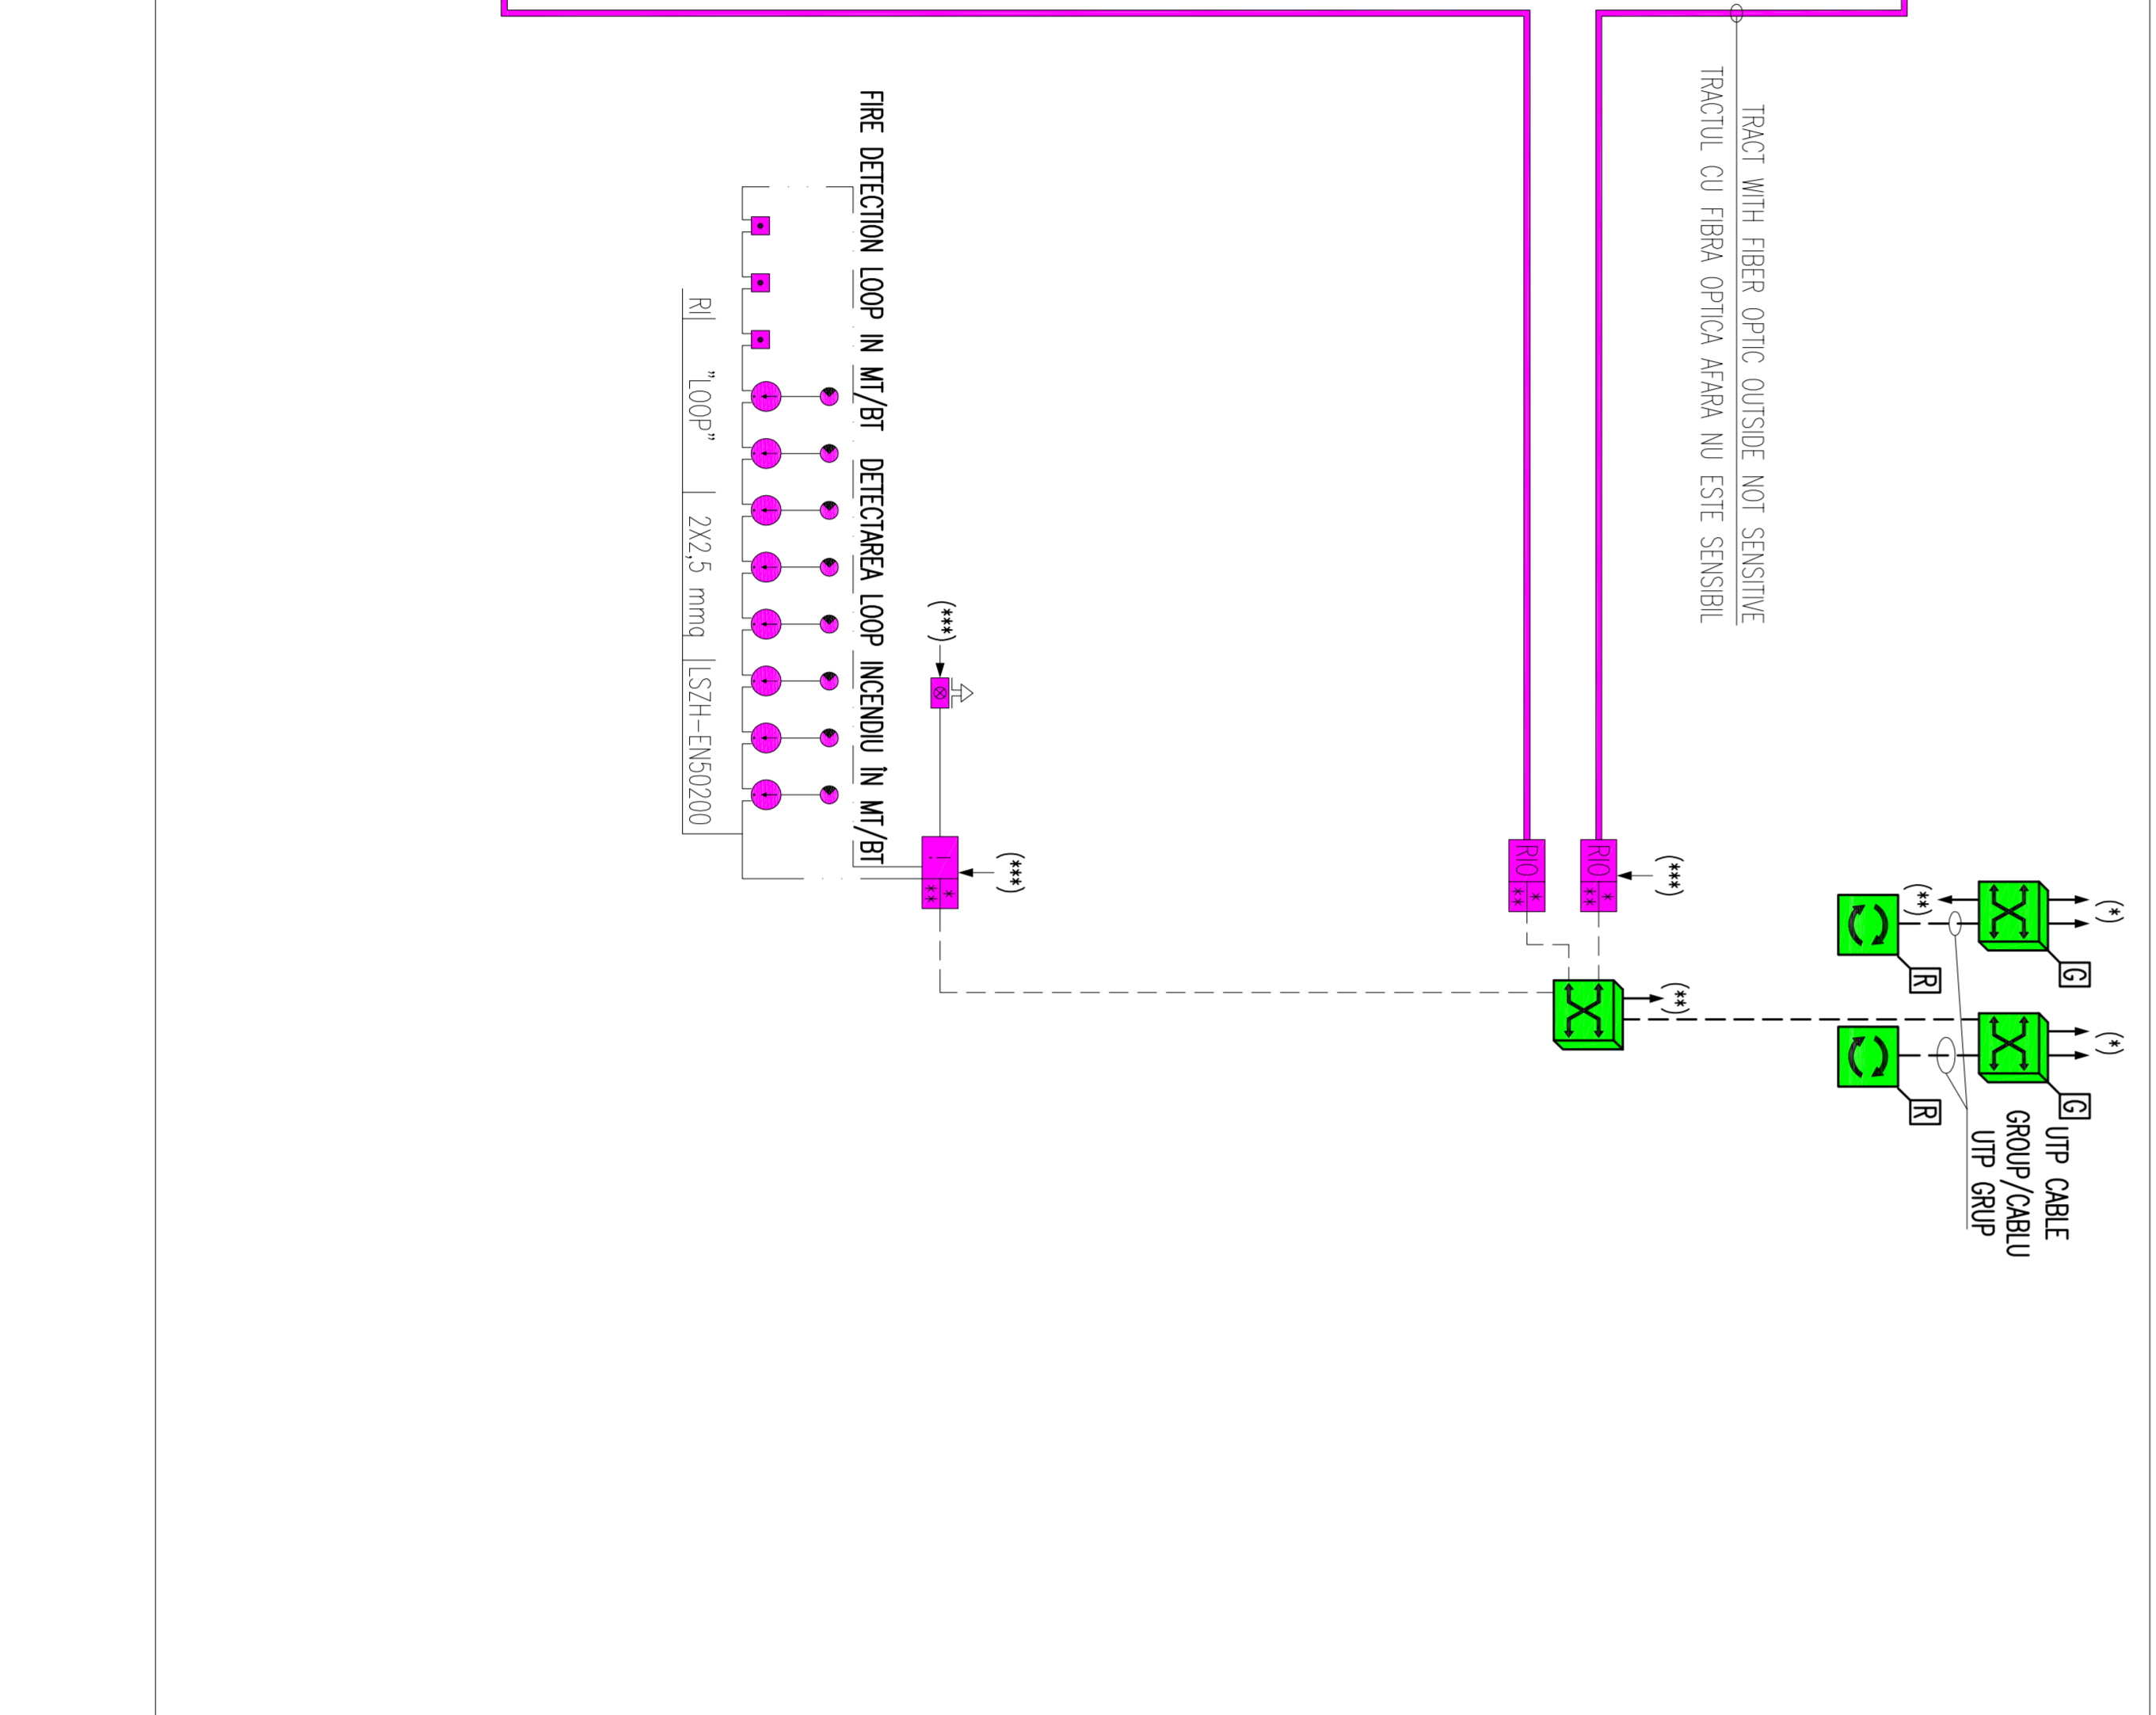 (*)
(*)
G
G
UTP CABLE
GROUP/CABLU
UTP GRUP
(**)
R
R
TRACT WITH FIBER OPTIC OUTSIDE NOT SENSITIVE
TRACTUL CU FIBRA OPTICA AFARA NU ESTE SENSIBIL
(**)
(***)
RIO * **
RIO * **
(***)
(***)
! * **
FIRE DETECTION LOOP IN MT/BT DETECTAREA LOOP INCENDIU ÎN MT/BT
RI "LOOP" 2X2,5 mmq LSZH-EN50200